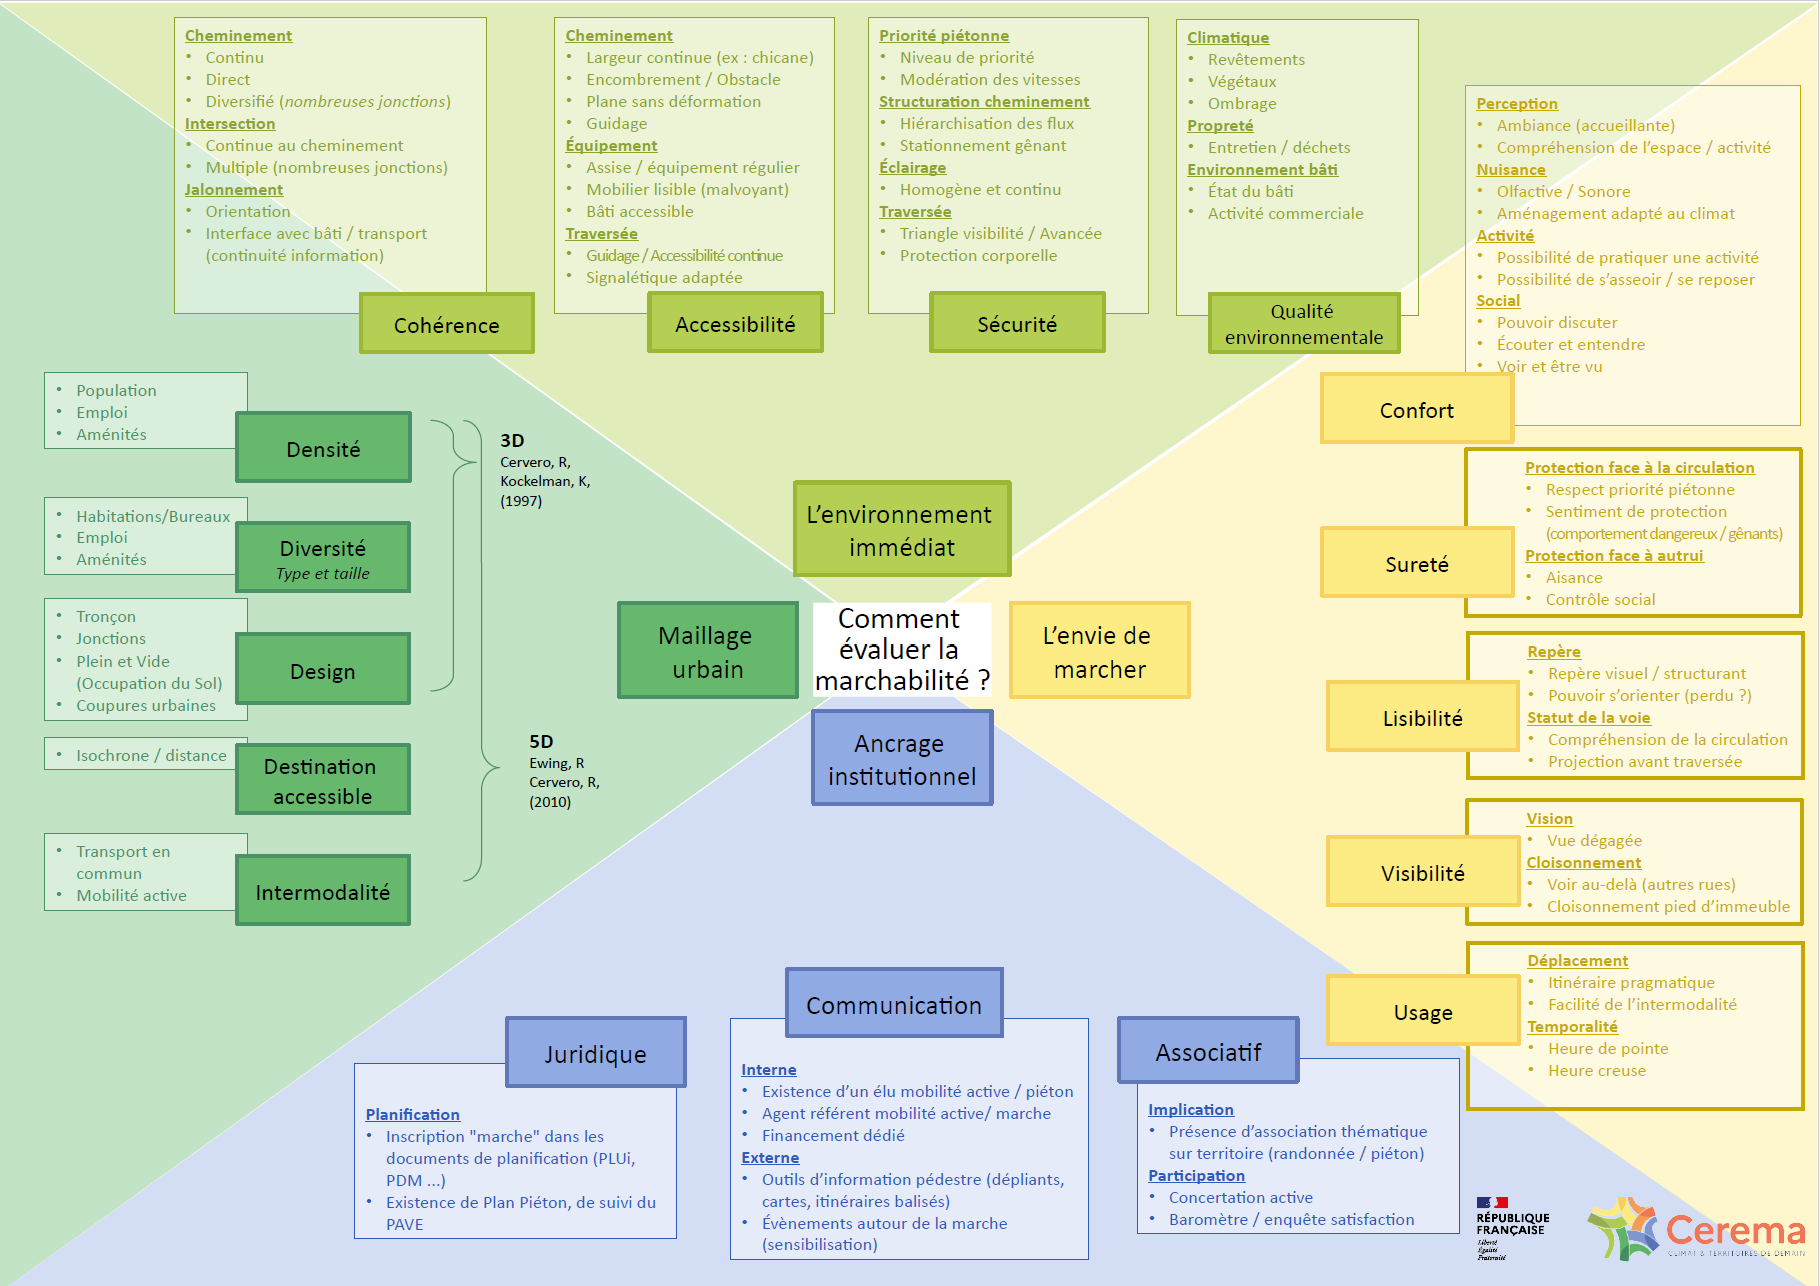 Cheminement
• Continu
• Direct
• Diversifié (nombreuses jonctions)
Intersection
• Continue au cheminement
• Multiple (nombreuses jonctions)
Jalonnement
• Orientation
• Interface avec bâti / transport
(continuité information)
Cohérence
Cheminement
• Largeur continue (ex : chicane)
• Encombrement / Obstacle
• Plane sans déformation
• Guidage
Équipement
• Assise / équipement régulier
• Mobilier lisible (malvoyant)
• Bâti accessible
Traversée
• Guidage / Accessibilité continue
• Signalétique adaptée
Accessibilité
Priorité piétonne
• Niveau de priorité
• Modération des vitesses
Structuration cheminement
• Hiérarchisation des flux
• Stationnement gênant
Éclairage
• Homogène et continu
Traversée
• Triangle visibilité / Avancée
• Protection corporelle
Sécurité
Climatique
• Revêtements
• Végétaux
• Ombrage
Propreté
• Entretien / déchets
Environnement bâti
• État du bâti
• Activité commerciale
Qualité
environnementale
Perception
• Ambiance (accueillante)
• Compréhension de l’espace / activité
Nuisance
• Olfactive / Sonore
• Aménagement adapté au climat
Activité
• Possibilité de pratiquer une activité
• Possibilité de s’asseoir / se reposer
Social
• Pouvoir discuter
• Écouter et entendre
• Voir et être vu
Confort
• Population
• Emploi
• Aménités
Densité
• Habitations/Bureaux
• Emploi
• Aménités
Diversité
Type et taille
• Tronçon
• Jonctions
• Plein et Vide
(Occupation du Sol)
• Coupures urbaines
Design
• Isochrone / distance
Destination
accessible
• Transport en
commun
• Mobilité active
Intermodalité
3D
Cervero, R,
Kockelman, K,
(1997)
5D
Ewing, R
Cervero, R,
(2010)
L’environnement
immédiat
Maillage
urbain
Comment
évaluer la
marchabilité ?
L’envie de
marcher
Ancrage
institutionnel
Protection face à la circulation
• Respect priorité piétonne
• Sentiment de protection
(comportement dangereux / gênants)
Protection face à autrui
• Aisance
• Contrôle social
Sureté
Repère
• Repère visuel / structurant
• Pouvoir s’orienter (perdu ?)
Statut de la voie
• Compréhension de la circulation
• Projection avant traversée
Lisibilité
Vision
• Vue dégagée
Cloisonnement
• Voir au-delà (autres rues)
• Cloisonnement pied d’immeuble
Visibilité
Déplacement
• Itinéraire pragmatique
• Facilité de l’intermodalité
Temporalité
• Heure de pointe
• Heure creuse
Usage
Juridique
Planification
• Inscription "marche" dans les
documents de planification (PLUi,
PDM ...)
• Existence de Plan Piéton, de suivi du
PAVE
Communication
Interne
• Existence d’un élu mobilité active / piéton
• Agent référent mobilité active/ marche
• Financement dédié
Externe
• Outils d’information pédestre (dépliants,
cartes, itinéraires balisés)
• Évènements autour de la marche
(sensibilisation)
Associatif
Implication
• Présence d’association thématique
sur territoire (randonnée / piéton)
Participation
• Concertation active
• Baromètre / enquête satisfaction
RÉPUBLIQUE
FRANÇAISE
Liberté
Égalité
Fraternité
Cerema
CLIMAT & TERRITOIRES DE DEMAIN